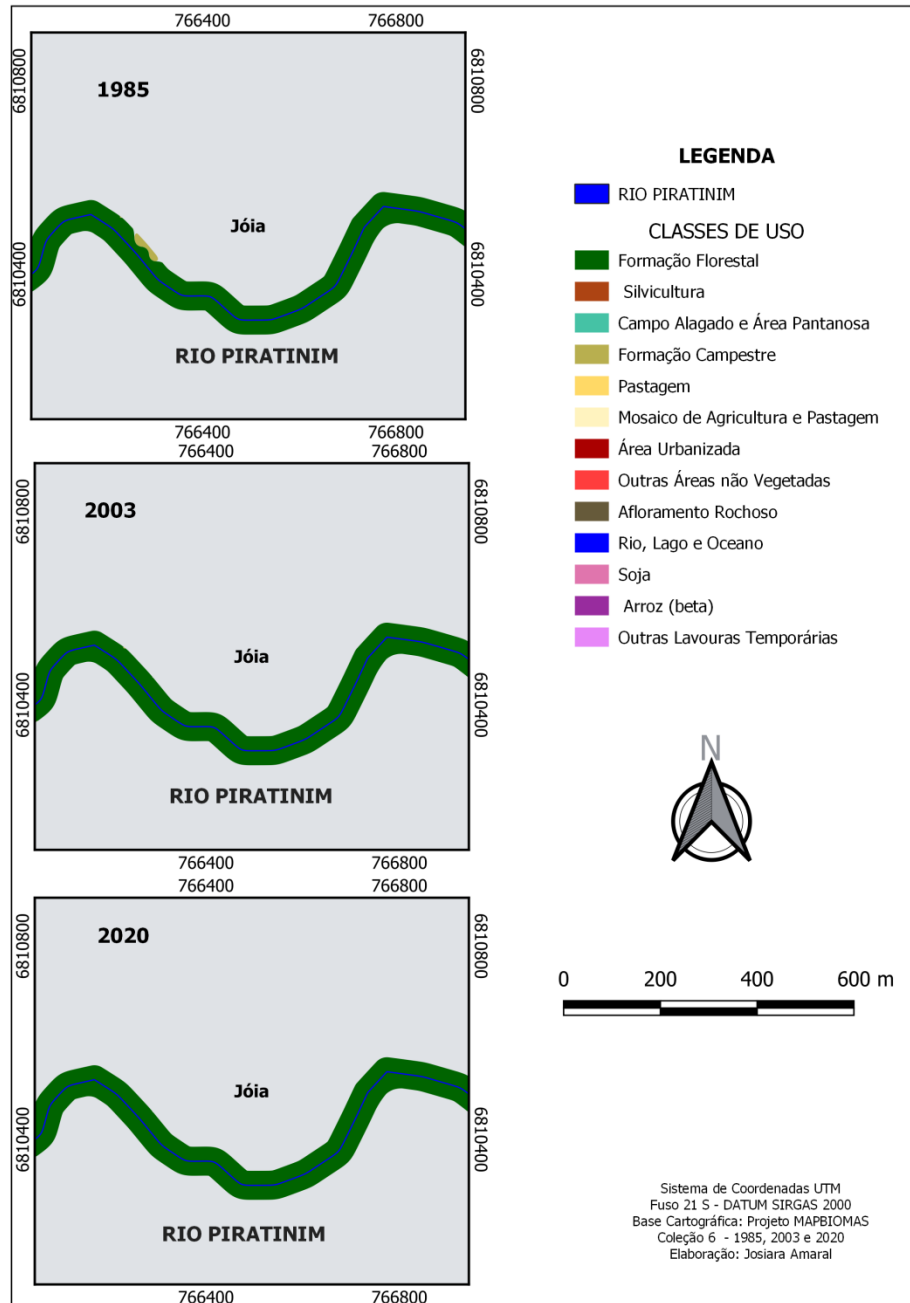 766400 766800
6810800 6810800
1985
Jóia
6810400 6810400
RIO PIRATINIM
766400 766800
766400 766800
6810800 6810800
2003
Jóia
6810400 6810400
RIO PIRATINIM
766400 766800
766400 766800
6810800 6810800
2020
Jóia
6810400 6810400
RIO PIRATINIM
766400 766800
LEGENDA
RIO PIRATINIM
CLASSES DE USO
Formação Florestal
Silvicultura
Campo Alagado e Área Pantanosa
Formação Campestre
Pastagem
Mosaico de Agricultura e Pastagem
Área Urbanizada
Outras Áreas não Vegetadas
Afloramento Rochoso
Rio, Lago e Oceano
Soja
Arroz (beta)
Outras Lavouras Temporárias
N
0 200 400 600 m
Sistema de Coordenadas UTM
Fuso 21 S - DATUM SIRGAS 2000
Base Cartográfica: Projeto MAPBIOMAS
Coleção 6 - 1985, 2003 e 2020
Elaboração: Josiara Amaral